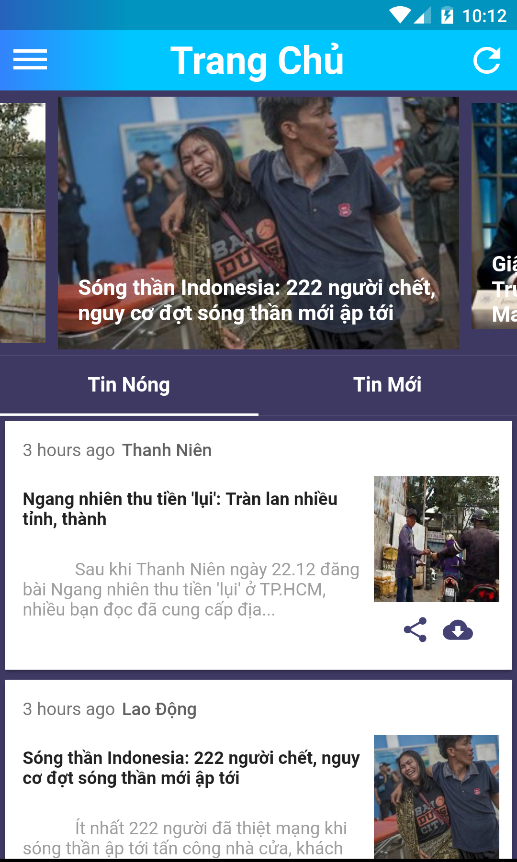 10:12
Trang Chủ
Sóng thần Indonesia: 222 người chết,
nguy cơ đợt sóng thần mới ập tới
Tin Nóng
Tin Mới
3 hours ago Thanh Niên
Ngang nhiên thu tiền 'lụi': Tràn lan nhiều
tỉnh, thành
Sau khi Thanh Niên ngày 22.12 đăng
bài Ngang nhiên thu tiền 'lụi' ở TP.HCM,
nhiều bạn đọc đã cung cấp địa...
3 hours ago Lao Động
Sóng thần Indonesia: 222 người chết, nguy
cơ đợt sóng thần mới ập tới
Ít nhất 222 người đã thiệt mạng khi
sóng thần ập tới tấn công nhà cửa, khách